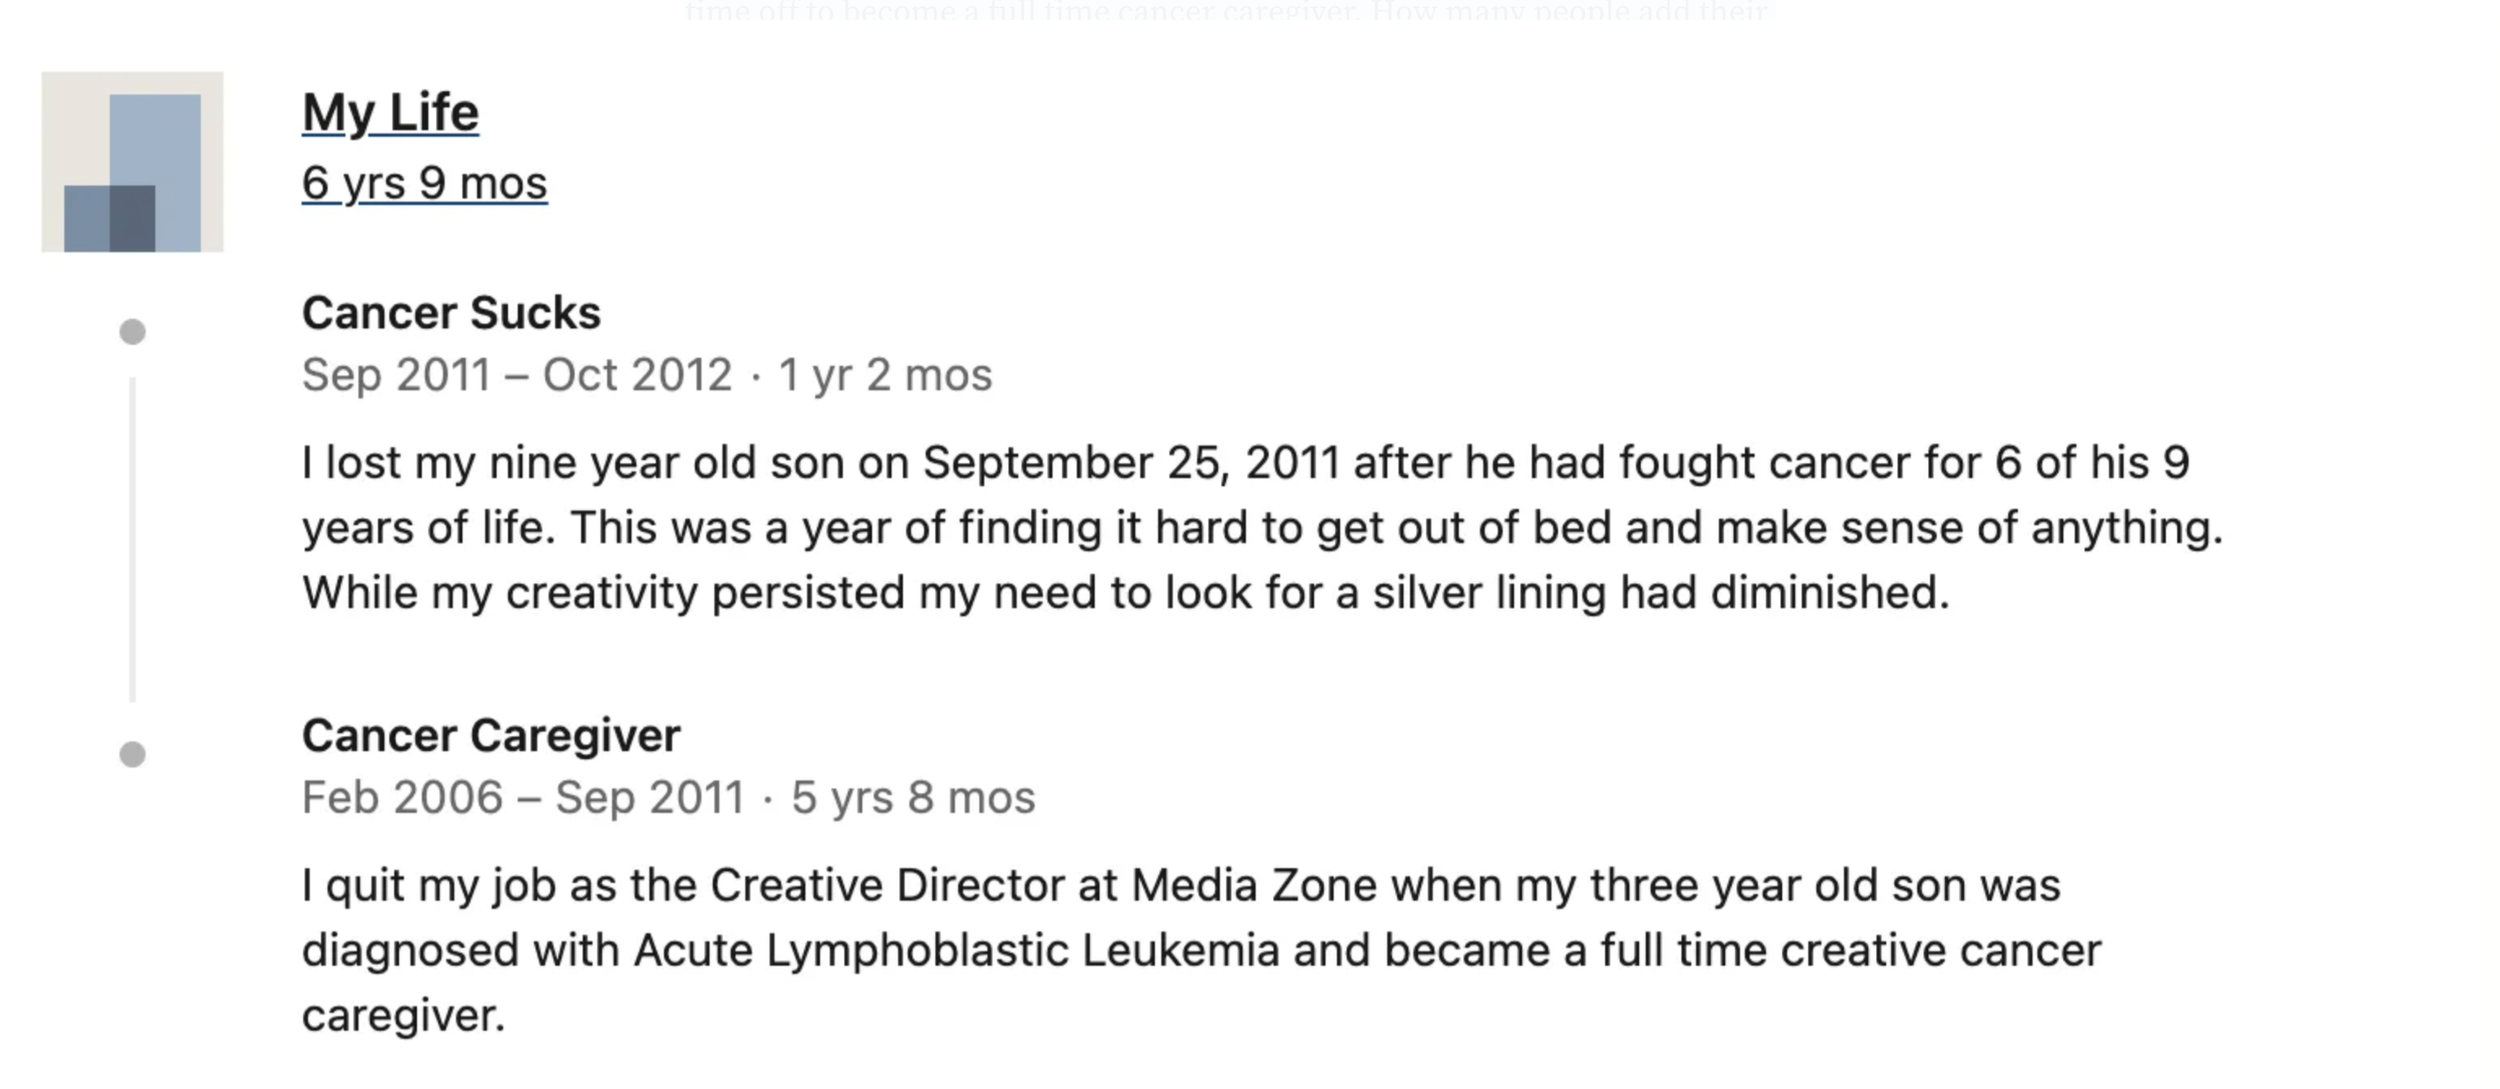 time off to become a full time cancer caregiver. How many people add their
My Life
6 yrs 9 mos
Cancer Sucks
Sep 2011 – Oct 2012 · 1 yr 2 mos
I lost my nine year old son on September 25, 2011 after he had fought cancer for 6 of his 9
years of life. This was a year of finding it hard to get out of bed and make sense of anything.
While my creativity persisted my need to look for a silver lining had diminished.
Cancer Caregiver
Feb 2006 – Sep 2011 · 5 yrs 8 mos
I quit my job as the Creative Director at Media Zone when my three year old son was
diagnosed with Acute Lymphoblastic Leukemia and became a full time creative cancer
caregiver.